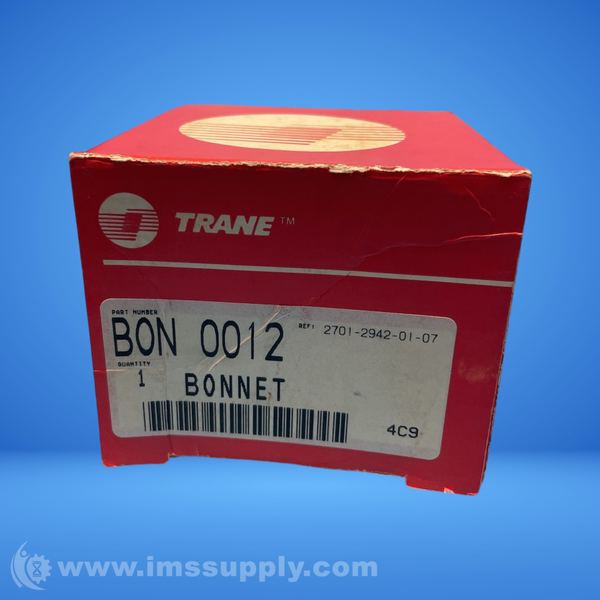 TRANE™
PART NUMBER
BON 0012
REF: 2701-2942-01-07
QUANTITY
1 BONNET
4C9
www.imssupply.com